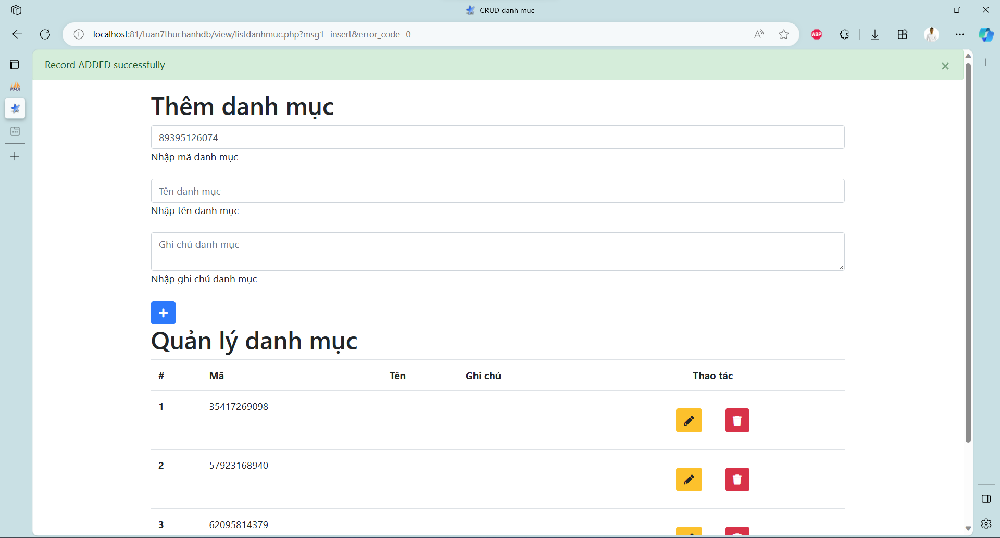 CRUD danh mục
localhost:81/tuan7thuchanhdb/view/listdanhmuc.php?msg1=insert&error_code=0
ABP
PMA
Record ADDED successfully
×
Thêm danh mục
89395126074
Nhập mã danh mục
Tên danh mục
Nhập tên danh mục
Ghi chú danh mục
Nhập ghi chú danh mục
Quản lý danh mục
# Mã Tên Ghi chú Thao tác
1 35417269098
2 57923168940
3 62095814379